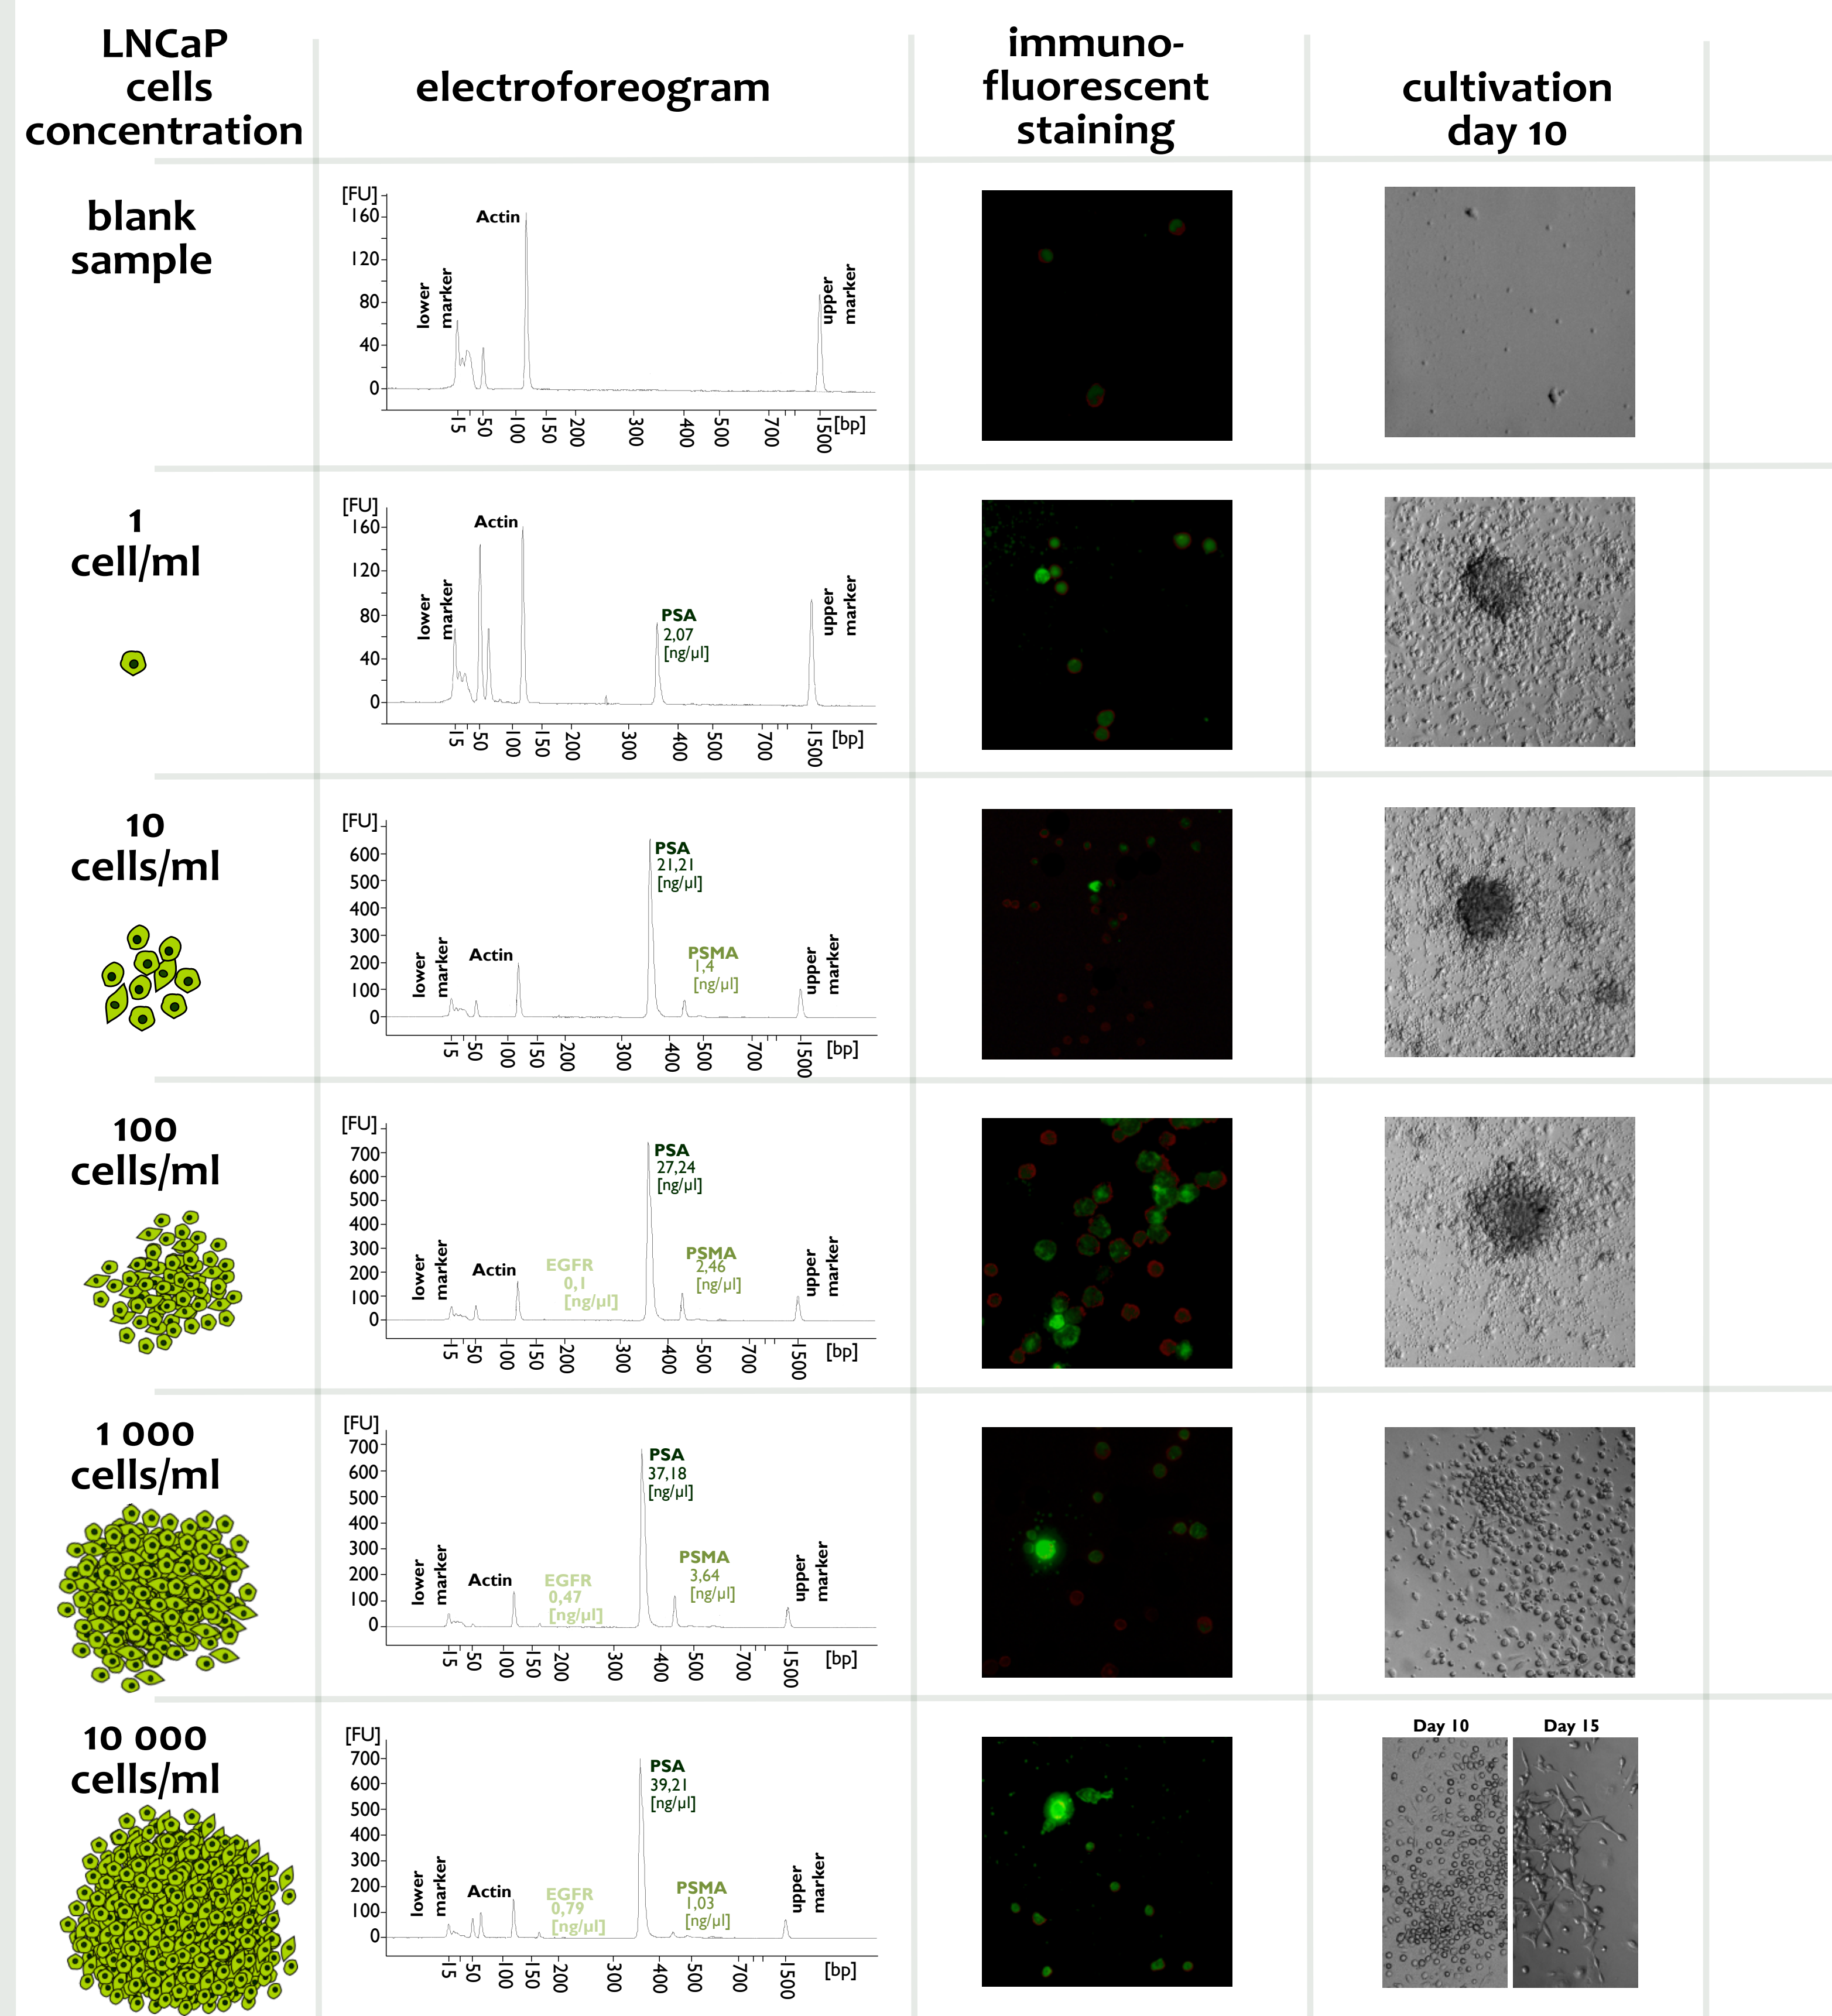 LNCaP
cells
concentration
electroforeogram
immuno-
fluorescent
staining
cultivation
day 10
blank
sample
[FU]
160
120
80
40
0
lower
marker
Actin
upper
marker
15
50
100
150
200
300
400
500
700
1500
[bp]
1
cell/ml
[FU]
160
120
80
40
0
lower
marker
Actin
PSA
2,07
[ng/µl]
upper
marker
15
50
100
150
200
300
400
500
700
1500
[bp]
10
cells/ml
[FU]
600
500
400
300
200
100
0
lower
marker
Actin
PSA
21,21
[ng/µl]
PSMA
1,4
[ng/µl]
upper
marker
15
50
100
150
200
300
400
500
700
1500
[bp]
100
cells/ml
[FU]
700
600
500
400
300
200
100
0
lower
marker
Actin
EGFR
0,1
[ng/µl]
PSA
27,24
[ng/µl]
PSMA
2,46
[ng/µl]
upper
marker
15
50
100
150
200
300
400
500
700
1500
[bp]
1 000
cells/ml
[FU]
700
600
500
400
300
200
100
0
lower
marker
Actin
EGFR
0,47
[ng/µl]
PSA
37,18
[ng/µl]
PSMA
3,64
[ng/µl]
upper
marker
15
50
100
150
200
300
400
500
700
1500
[bp]
10 000
cells/ml
[FU]
700
600
500
400
300
200
100
0
lower
marker
Actin
EGFR
0,79
[ng/µl]
PSA
39,21
[ng/µl]
PSMA
1,03
[ng/µl]
upper
marker
15
50
100
150
200
300
400
500
700
1500
[bp]
Day 10
Day 15